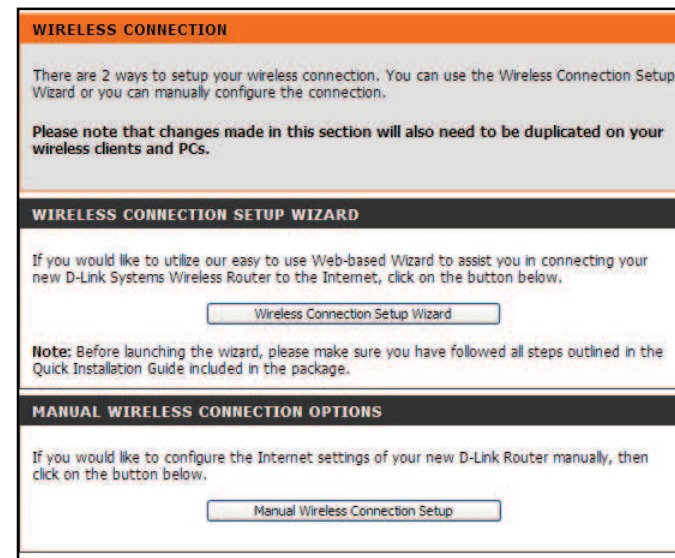 WIRELESS CONNECTION
There are 2 ways to setup your wireless connection. You can use the Wireless Connection Setup
Wizard or you can manually configure the connection.
Please note that changes made in this section will also need to be duplicated on your
wireless clients and PCs.
WIRELESS CONNECTION SETUP WIZARD
If you would like to utilize our easy to use Web-based Wizard to assist you in connecting your
new D-Link Systems Wireless Router to the Internet, click on the button below.
Wireless Connection Setup Wizard
Note: Before launching the wizard, please make sure you have followed all steps outlined in the
Quick Installation Guide included in the package.
MANUAL WIRELESS CONNECTION OPTIONS
If you would like to configure the Internet settings of your new D-Link Router manually, then
click on the button below.
Manual Wireless Connection Setup